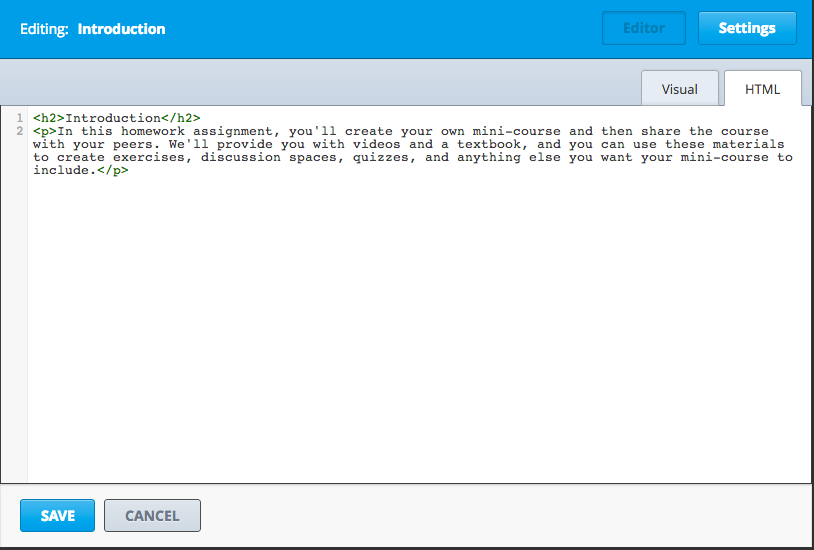 Editing: Introduction
Editor
Settings
Visual
HTML
1 <h2>Introduction</h2>
2 <p>In this homework assignment, you'll create your own mini-course and then share the course
with your peers. We'll provide you with videos and a textbook, and you can use these materials
to create exercises, discussion spaces, quizzes, and anything else you want your mini-course to
include.</p>
SAVE
CANCEL